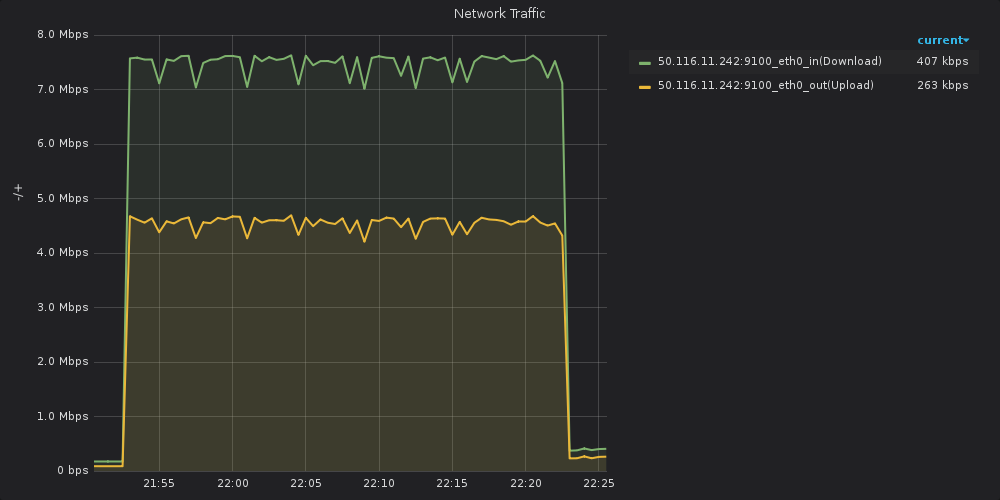 Network Traffic
8.0 Mbps
7.0 Mbps
6.0 Mbps
5.0 Mbps
4.0 Mbps
3.0 Mbps
2.0 Mbps
1.0 Mbps
0 bps
-/+
21:55 22:00 22:05 22:10 22:15 22:20 22:25
current
50.116.11.242:9100_eth0_in(Download) 407 kbps
50.116.11.242:9100_eth0_out(Upload) 263 kbps